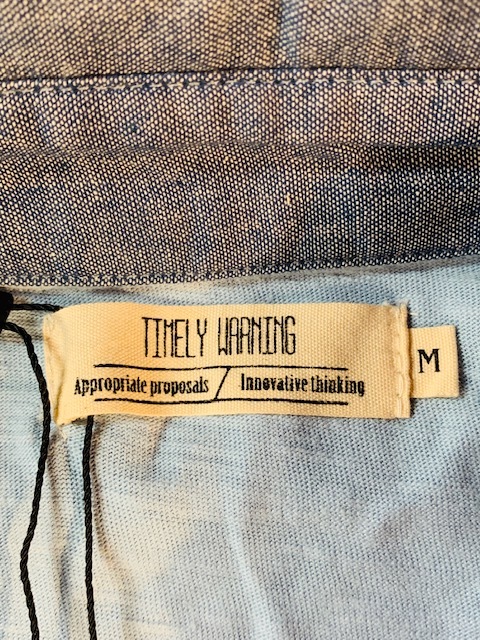 TIMELY WARNING
Appropriate proposals / Innovative thinking
M